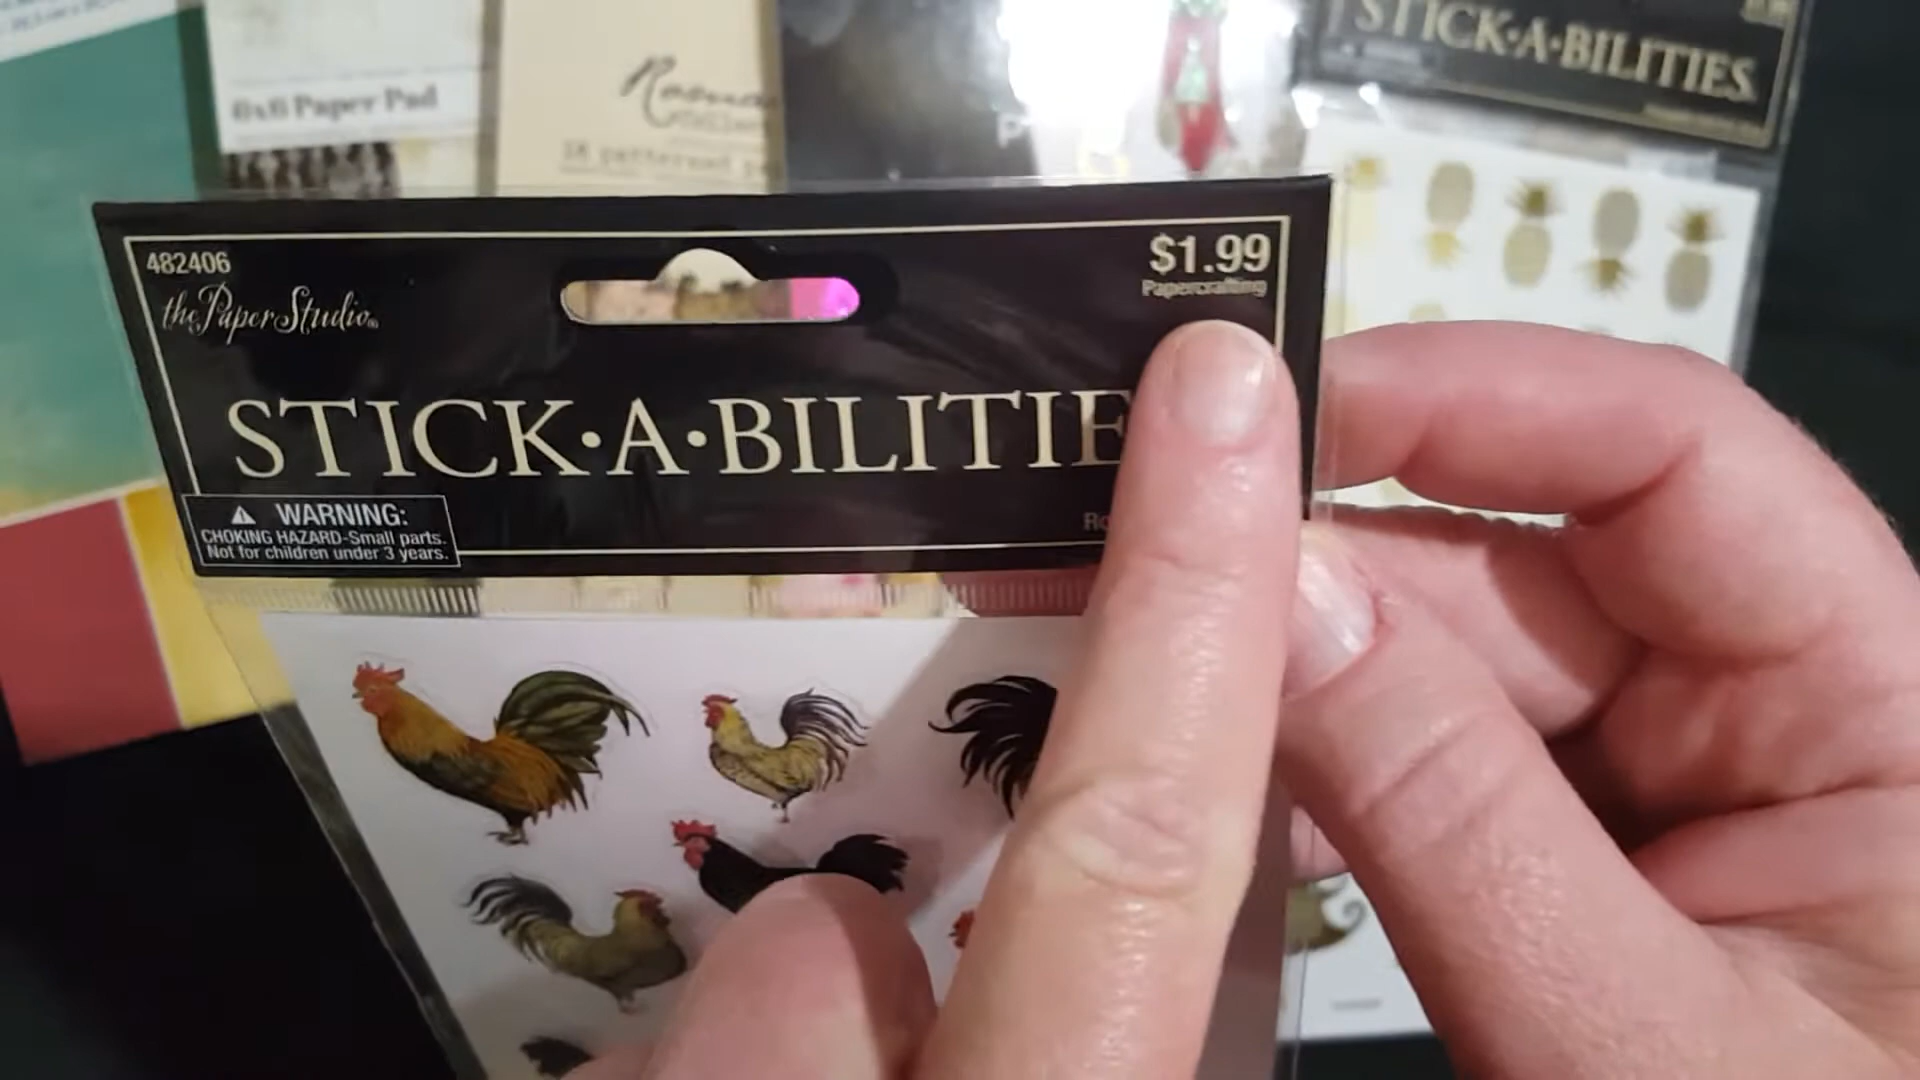 6x6 Paper Pad
STICK•A•BILITIES
482406
the Paper Studio®
$1.99
Papercrafting
STICK•A•BILITIE
WARNING:
CHOKING HAZARD-Small parts.
Not for children under 3 years.